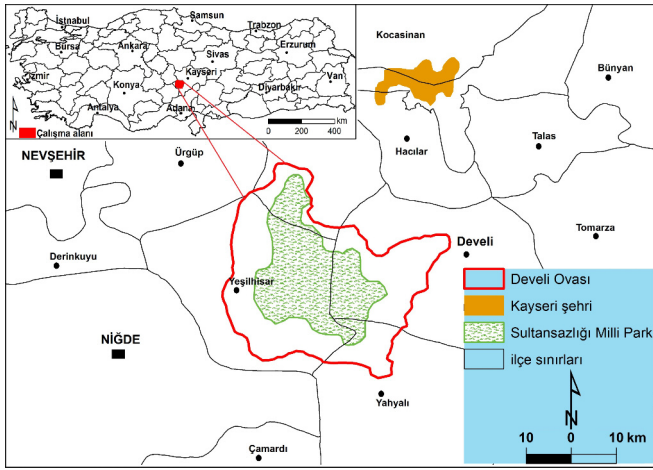 İstnabul
Samsun
Trabzon
Bursa
Ankara
Sivas
Erzurum
İzmir
Kayseri
Van
Konya
Diyarbakır
Antalya
Adana
N
km
0 200 400
Çalışma alanı
Kocasinan
Bünyan
Hacılar
Talas
NEVŞEHİR
Ürgüp
Tomarza
Develi
Derinkuyu
Yeşilhisar
NİĞDE
Yahyalı
Çamardı
Develi Ovası
Kayseri şehri
Sultansazlığı Milli Park
ilçe sınırları
N
10 0 10 km